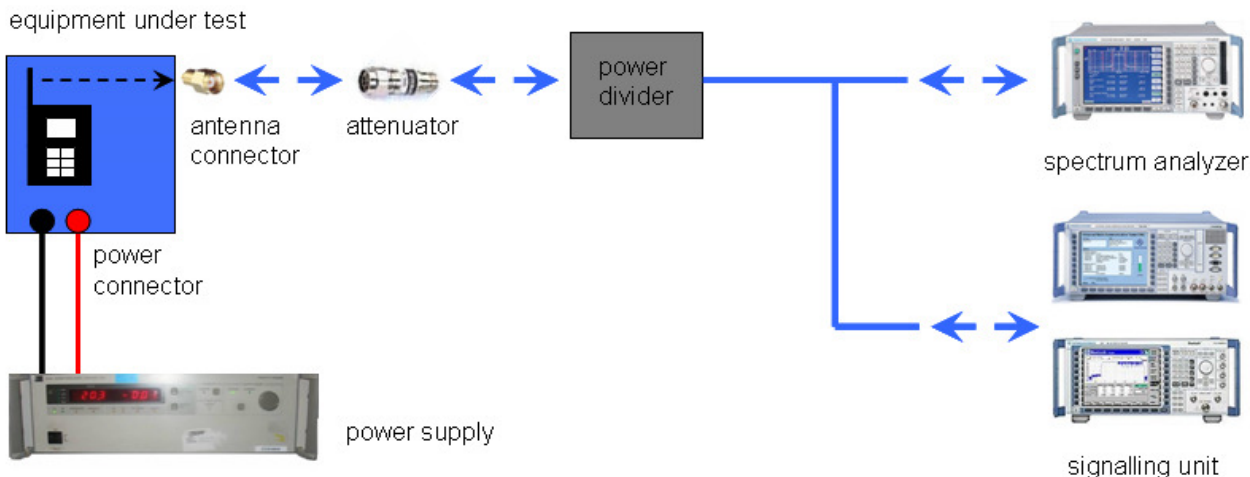 equipment under test
power
divider
antenna
connector
attenuator
spectrum analyzer
power
connector
power supply
signalling unit